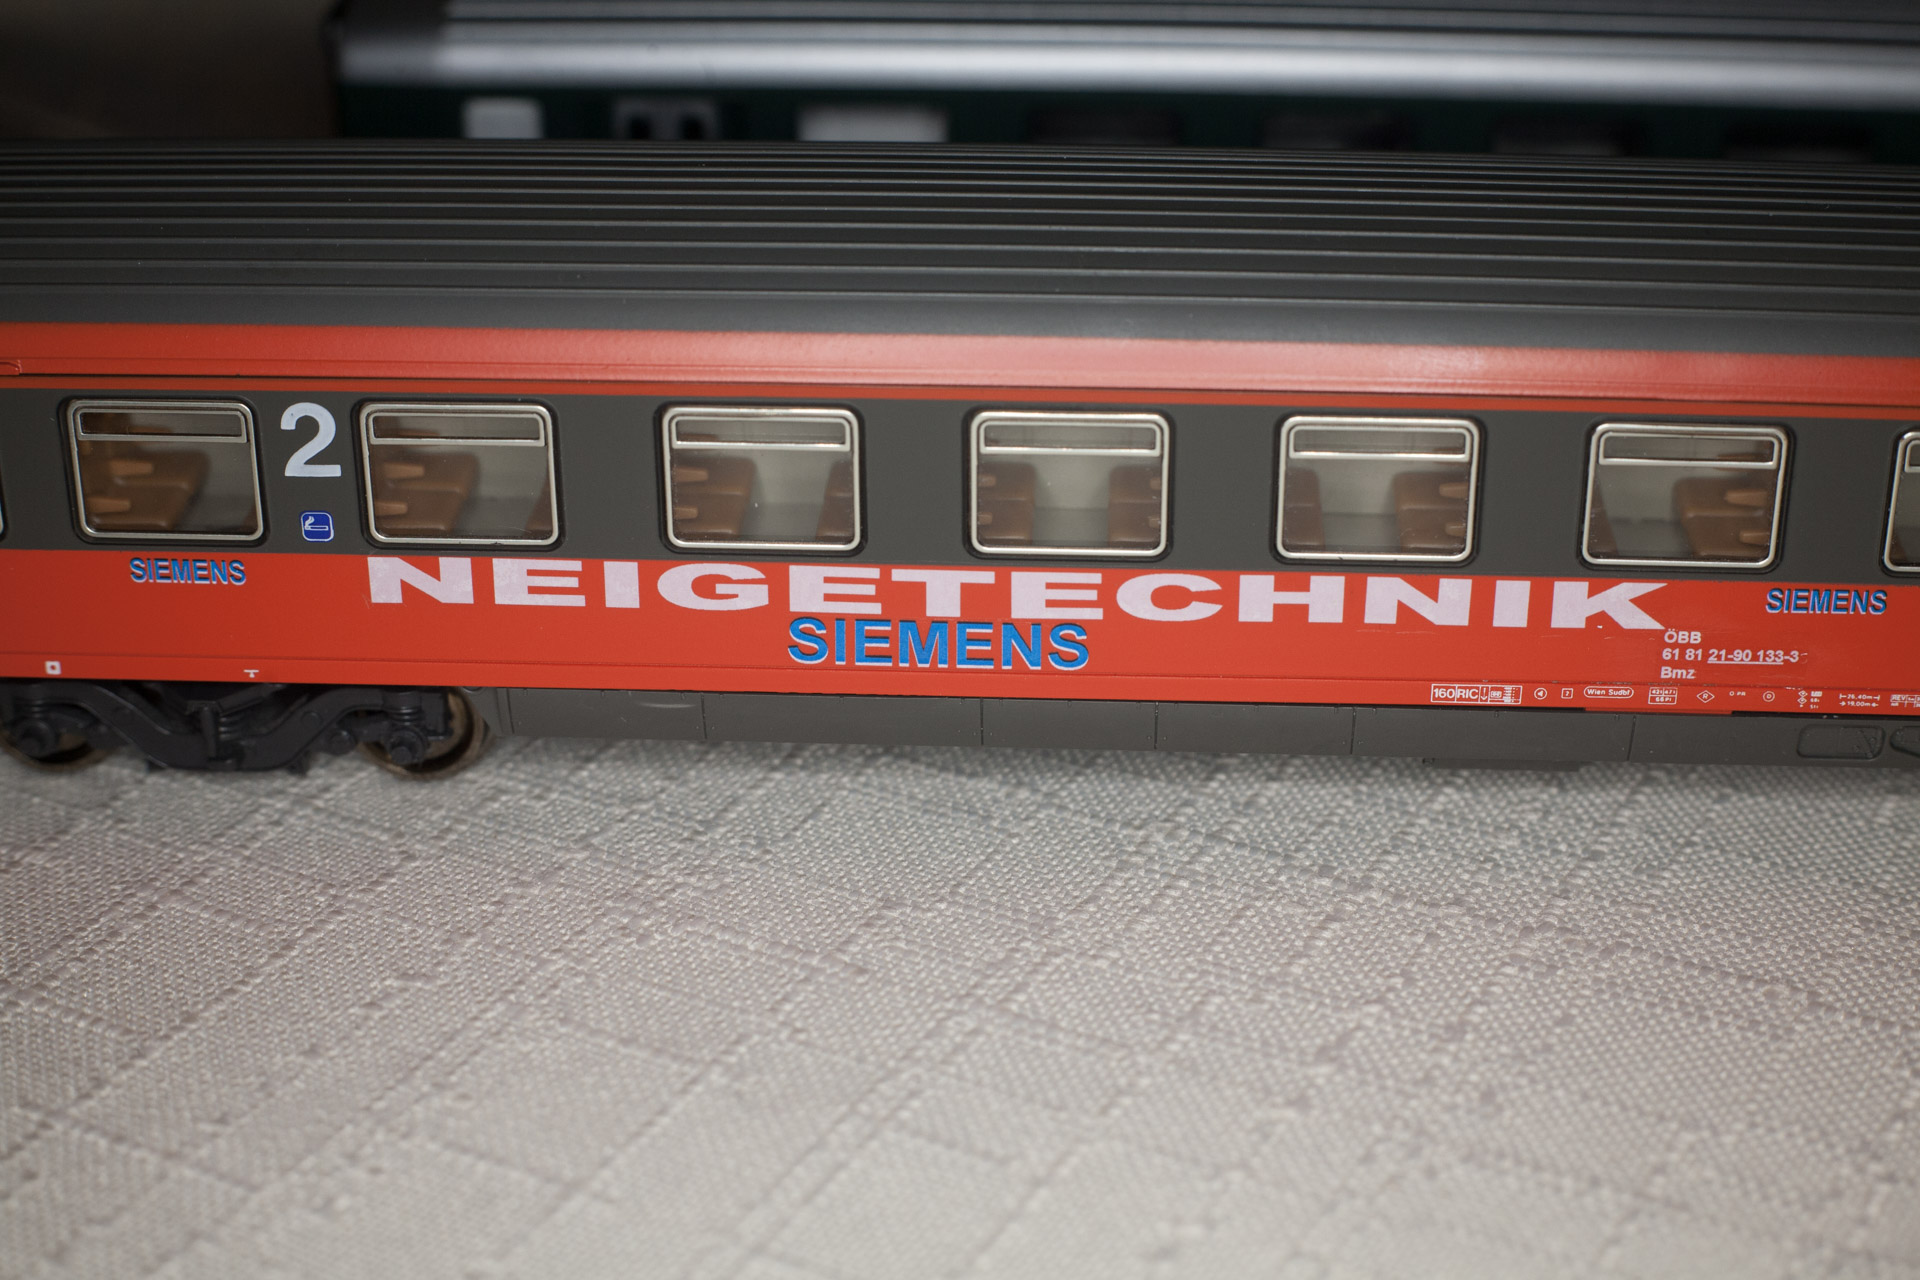 2
SIEMENS
NEIGETECHNIK
SIEMENS
SIEMENS
ÖBB
61 81 21-90 133-3
Bmz
160 RIC
Wien Sudbf